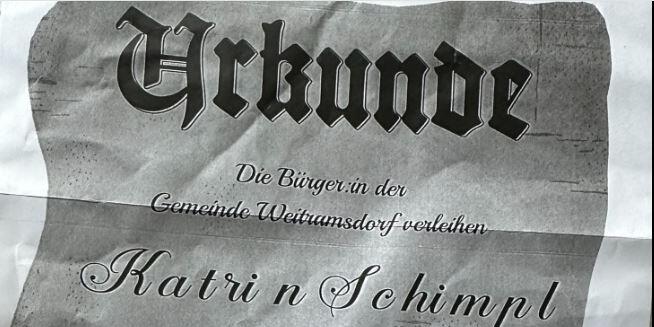 Urkunde
Die Bürger:in der
Gemeinde Weitramsdorf verleihen
Katrin Schimpl